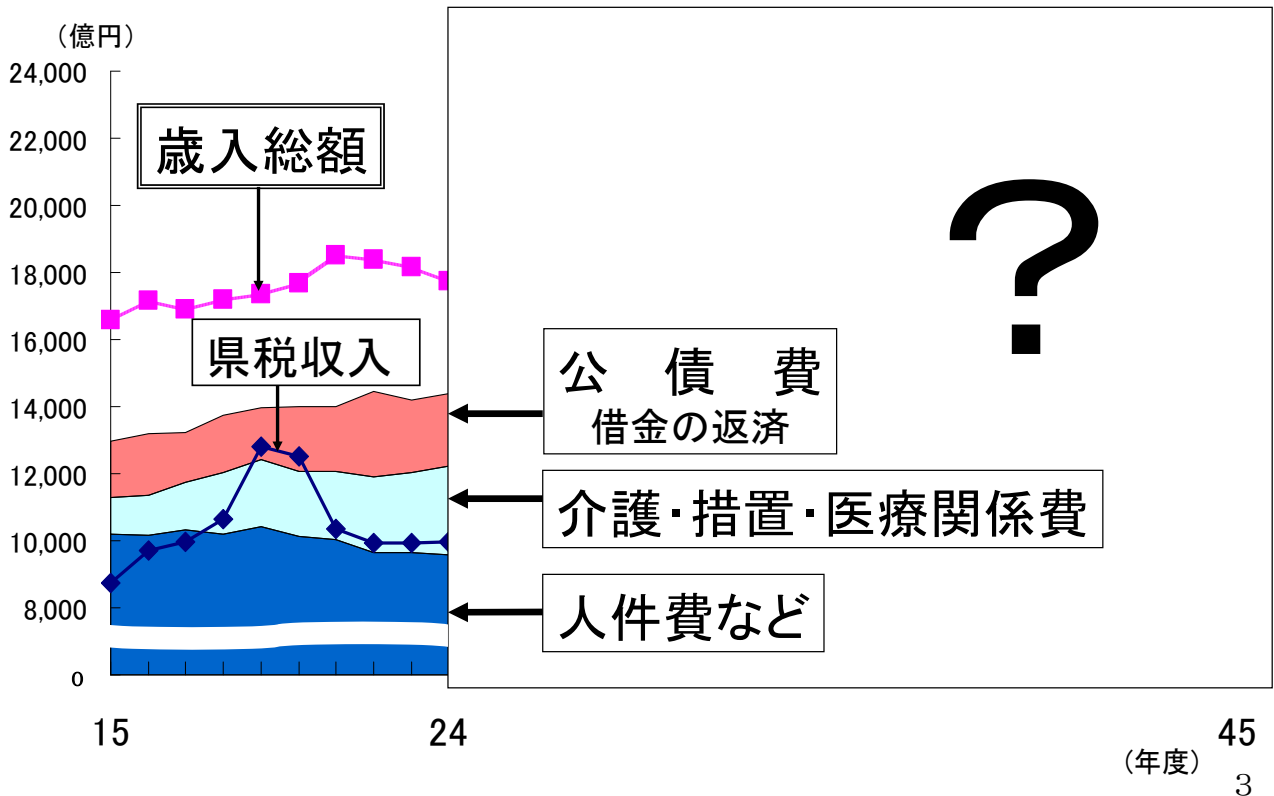 （億円）
24,000
22,000
20,000
18,000
16,000
14,000
12,000
10,000
8,000
0
歳入総額
県税収入
公　債　費
借金の返済
介護・措置・医療関係費
人件費など
？
15
24
45
（年度）
3